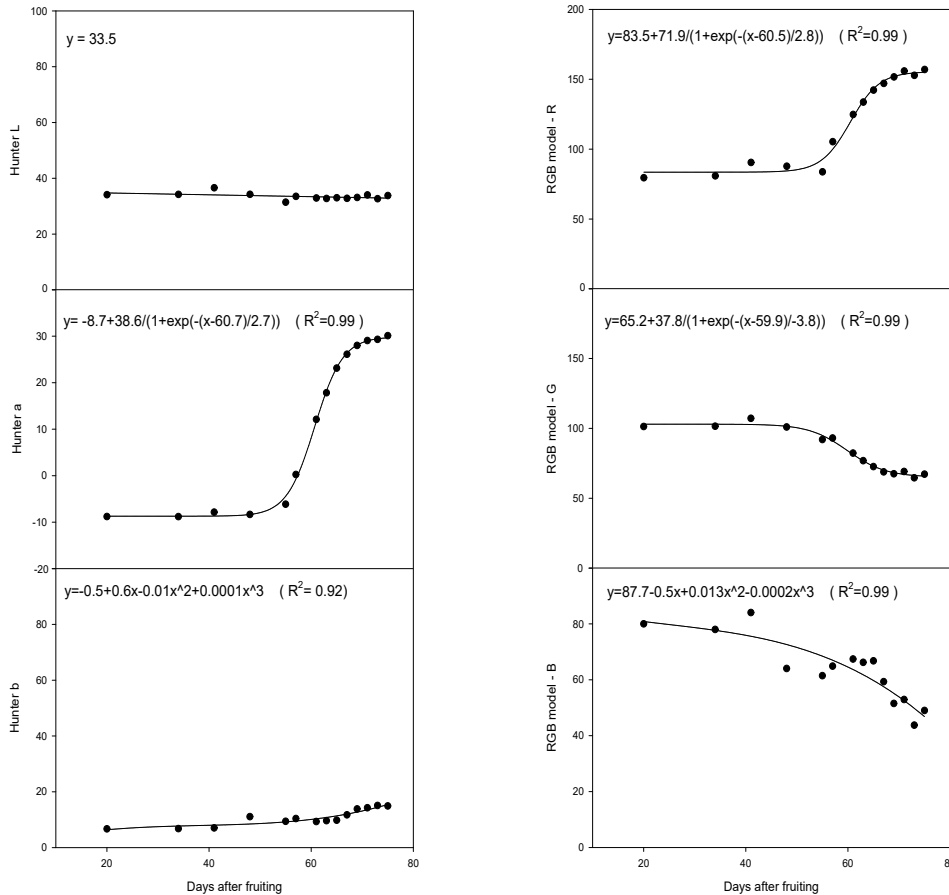 100
80
60
40
20
0
Hunter L
y = 33.5
30
20
10
0
-10
-20
Hunter a
y= -8.7+38.6/(1+exp(-(x-60.7)/2.7)) ( R2=0.99 )
80
60
40
20
0
Hunter b
y=-0.5+0.6x-0.01x^2+0.0001x^3 ( R2= 0.92)
20 40 60
Days after fruiting
200
150
100
50
0
RGB model - R
y=83.5+71.9/(1+exp(-(x-60.5)/2.8)) ( R2=0.99 )
150
100
50
0
RGB model - G
y=65.2+37.8/(1+exp(-(x-59.9)/-3.8)) ( R2=0.99 )
80
60
40
20
0
RGB model - B
y=87.7-0.5x+0.013x^2-0.0002x^3 ( R2=0.99 )
20 40 60
Days after fruiting